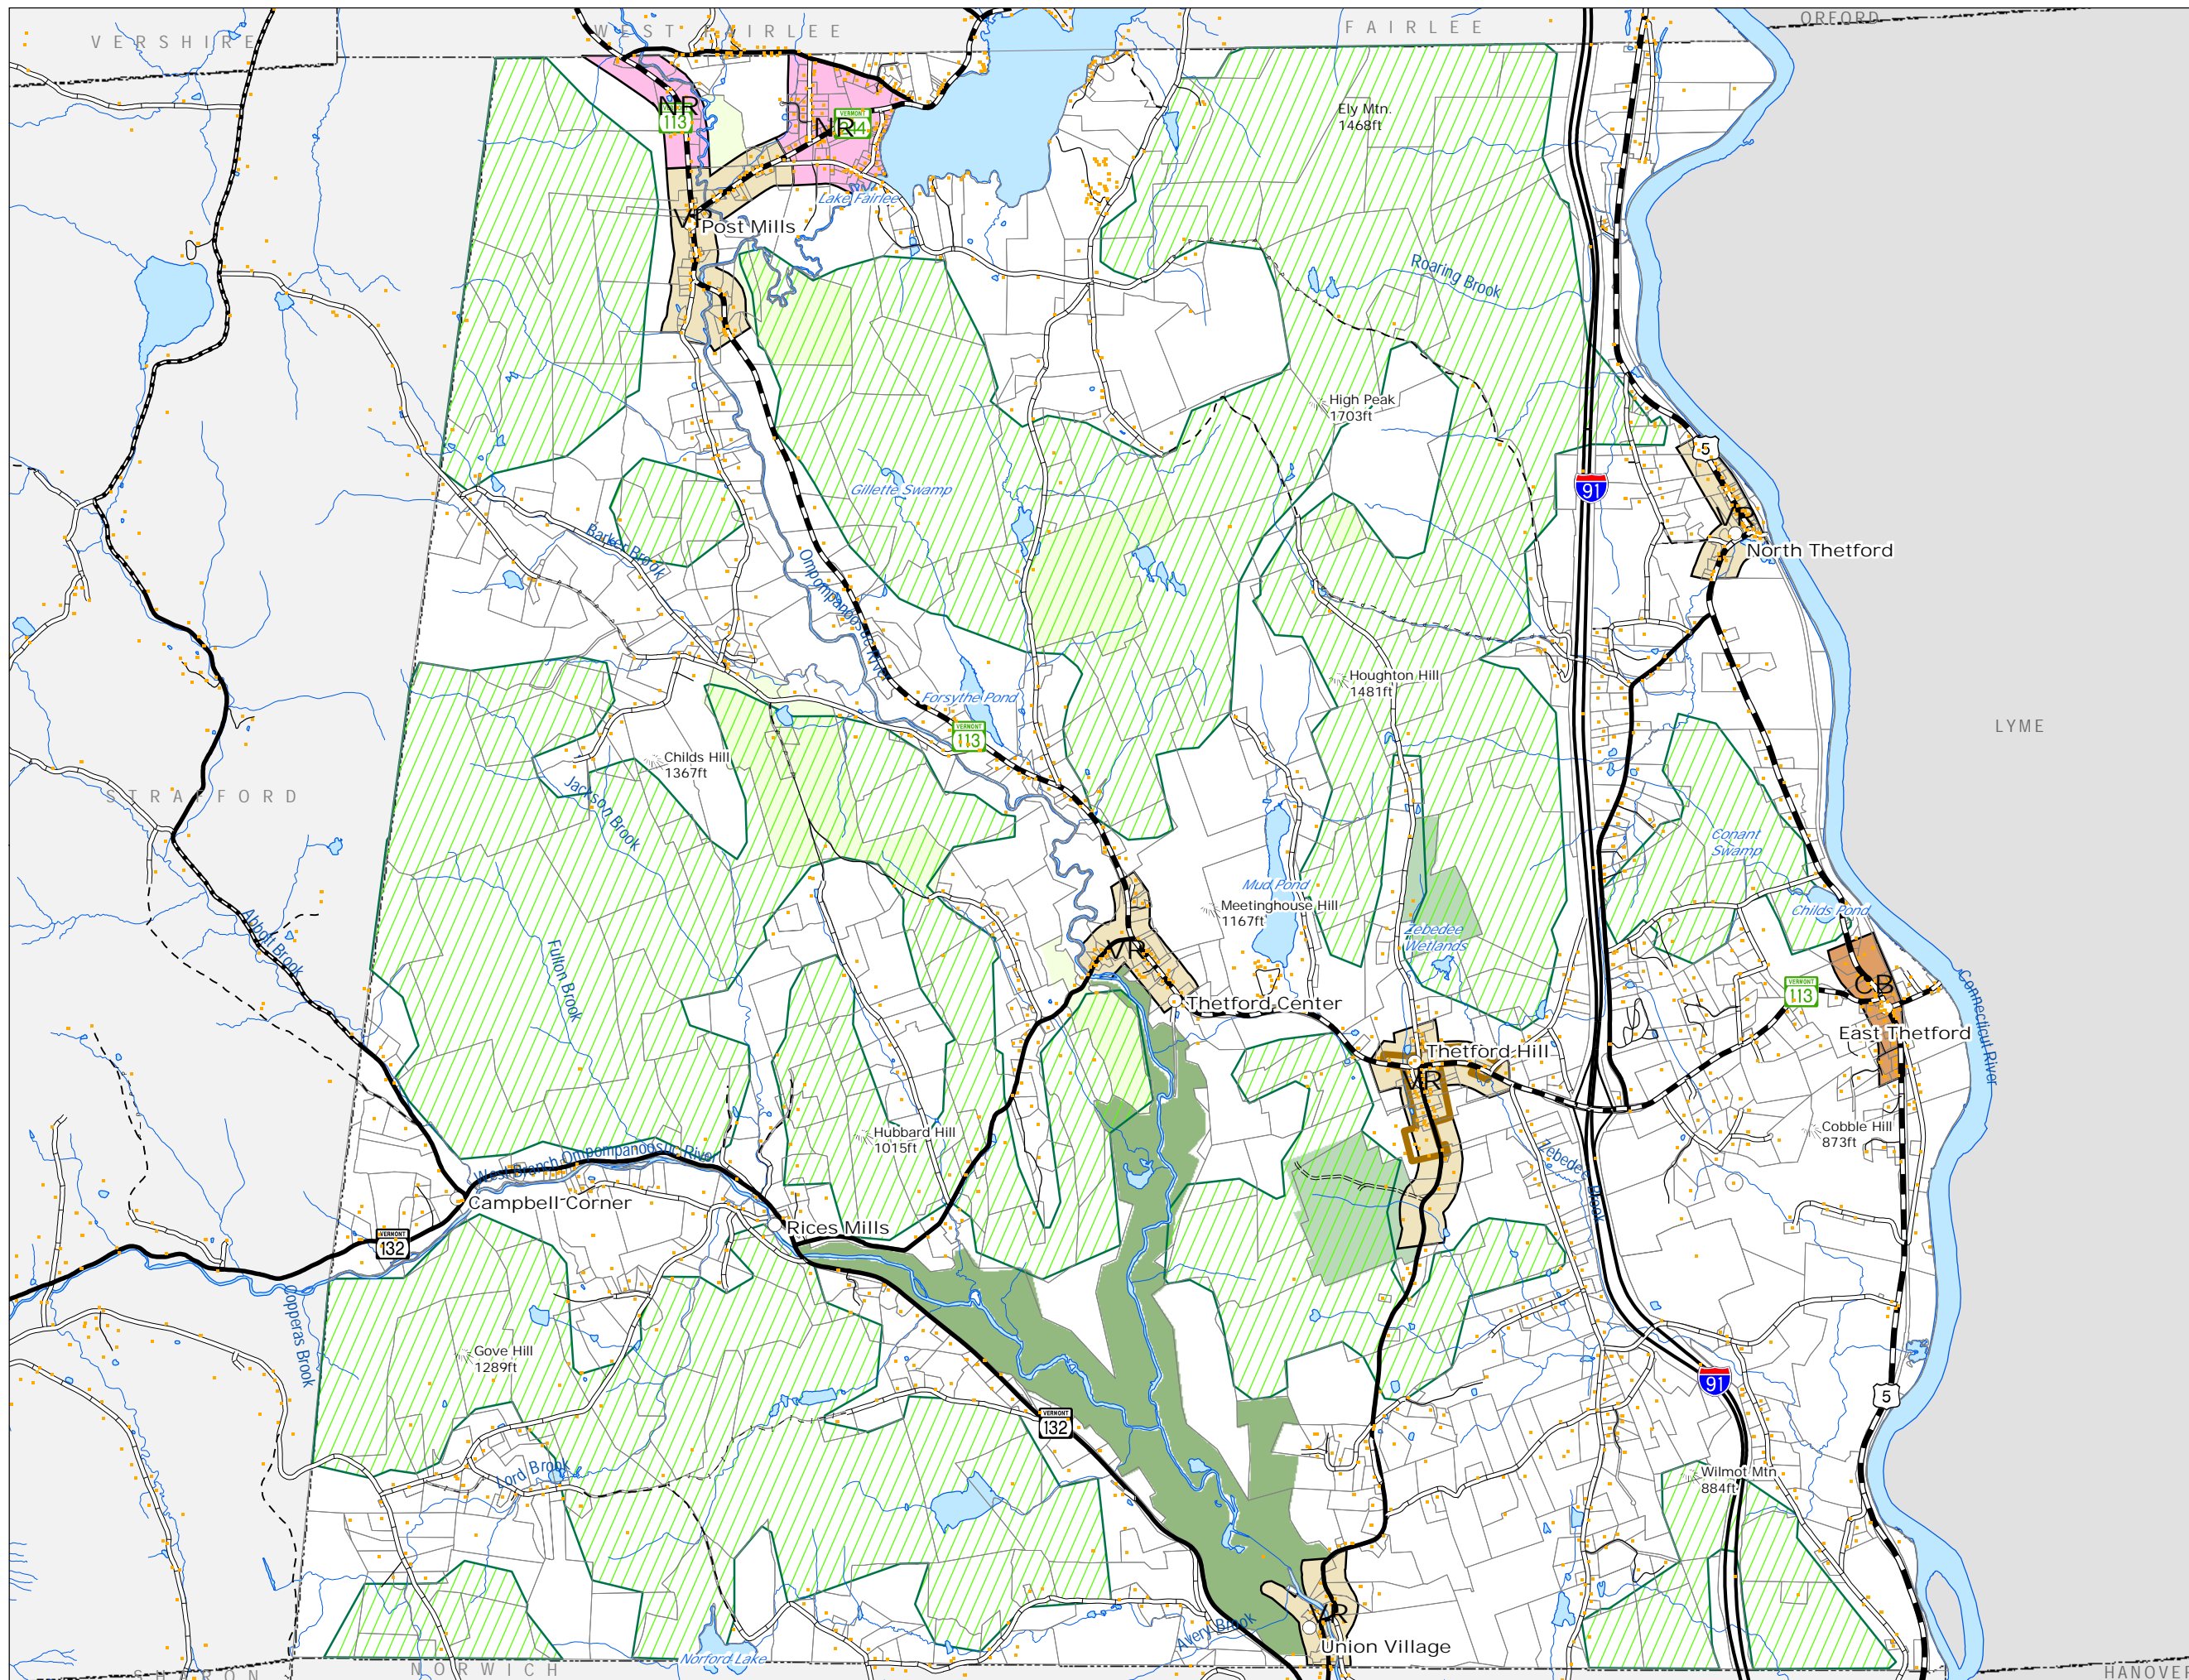 VERSHIRE
WEST FAIRLEE
FAIRLEE
ORFORD
NR
113
NR
VERMONT
Ely Mtn.
1468ft
Lake Fairlee
Post Mills
Roaring Brook
High Peak
1703ft
5
Gillette Swamp
91
Barker Brook
Ompompanoosuc River
North Thetford
Houghton Hill
1481ft
Forsythe Pond
VERMONT
113
LYME
Childs Hill
1367ft
Jackson Brook
STRAFFORD
Conant
Swamp
Mud Pond
Meetinghouse Hill
1167ft
Childs Pond
Zebedee
Wetlands
Abbott Brook
Fulton Brook
VR
CB
VERMONT
113
Connecticut River
Thetford Center
East Thetford
Thetford Hill
VR
Hubbard Hill
1015ft
Cobble Hill
873ft
West Branch Ompompanoosuc River
Zebedee Brook
Campbell Corner
Rices Mills
VERMONT
132
Copperas Brook
Gove Hill
1289ft
91
5
VERMONT
132
Lord Brook
Wilmot Mtn
884ft
VR
Avery Brook
Union Village
Norford Lake
SHARON
NORWICH
HANOVER